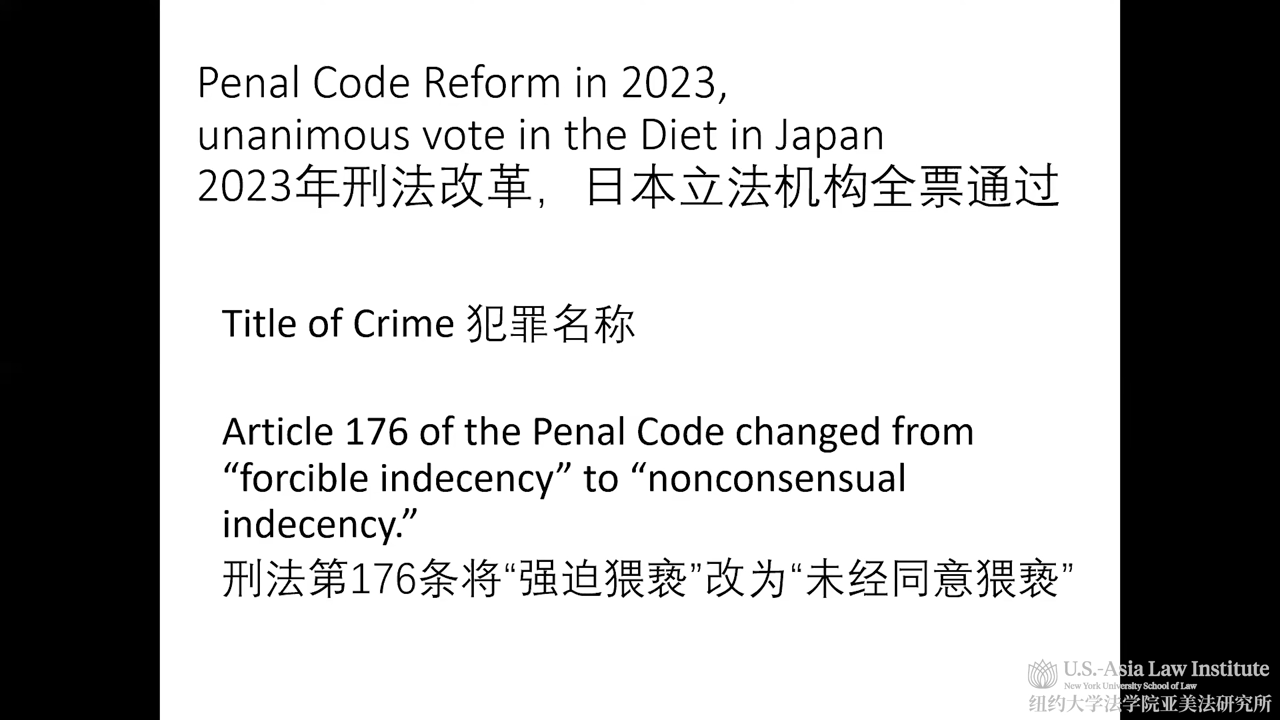 Penal Code Reform in 2023,
unanimous vote in the Diet in Japan
2023年刑法改革，日本立法机构全票通过
Title of Crime 犯罪名称
Article 176 of the Penal Code changed from
“forcible indecency” to “nonconsensual
indecency.”
刑法第176条将“强迫猥亵”改为“未经同意猥亵”
U.S.-Asia Law Institute
New York University School of Law
纽约大学法学院亚美法研究所